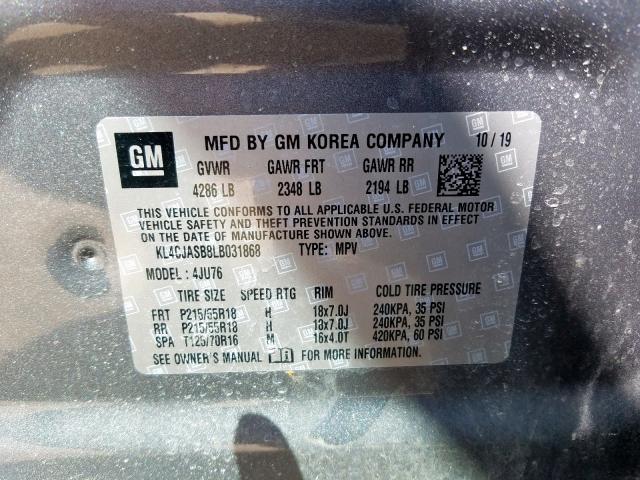 GM MFD BY GM KOREA COMPANY 10/19
GVWR GAWR FRT GAWR RR
4286 LB 2348 LB 2194 LB
THIS VEHICLE CONFORMS TO ALL APPLICABLE U.S. FEDERAL MOTOR
VEHICLE SAFETY AND THEFT PREVENTION STANDARDS IN EFFECT
ON THE DATE OF MANUFACTURE SHOWN ABOVE.
KL4CJASB8LB031868 TYPE: MPV
MODEL: 4JU76
TIRE SIZE SPEED RTG RIM COLD TIRE PRESSURE
FRT P215/55R18 H 18x7.0J 240KPA, 35 PSI
RR P215/55R18 H 18x7.0J 240KPA, 35 PSI
SPA T125/70R16 M 16x4.0T 420KPA, 60 PSI
SEE OWNER'S MANUAL FOR MORE INFORMATION.